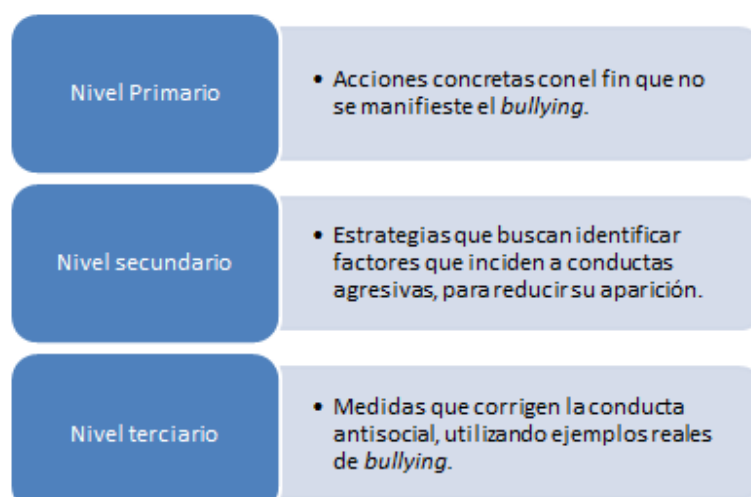 Nivel Primario
• Acciones concretas con el fin que no
se manifieste el bullying.
Nivel secundario
• Estrategias que buscan identificar
factores que inciden a conductas
agresivas, para reducir su aparición.
Nivel terciario
• Medidas que corrigen la conducta
antisocial, utilizando ejemplos reales
de bullying.